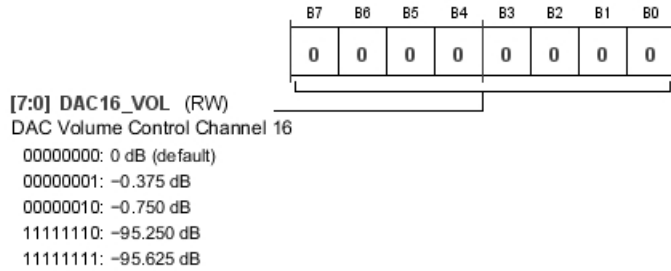 B7 B6 B5 B4 B3 B2 B1 B0
0 0 0 0 0 0 0 0
[7:0] DAC16_VOL (RW)
DAC Volume Control Channel 16
00000000: 0 dB (default)
00000001: −0.375 dB
00000010: −0.750 dB
11111110: −95.250 dB
11111111: −95.625 dB